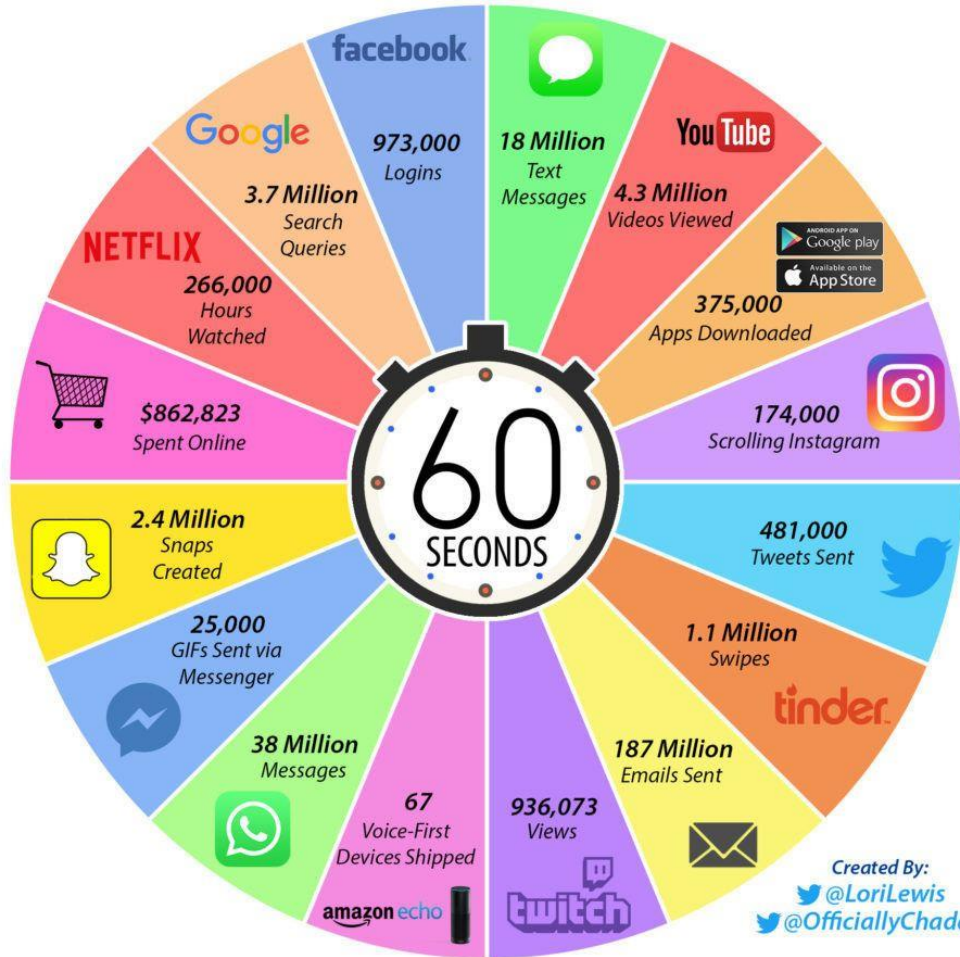 facebook
973,000
Logins
18 Million
Text
Messages
You Tube
4.3 Million
Videos Viewed
ANDROID APP ON
Google play
Available on the
App Store
375,000
Apps Downloaded
174,000
Scrolling Instagram
481,000
Tweets Sent
1.1 Million
Swipes
tinder
187 Million
Emails Sent
936,073
Views
twitch
67
Voice-First
Devices Shipped
amazon echo
38 Million
Messages
25,000
GIFs Sent via
Messenger
2.4 Million
Snaps
Created
$862,823
Spent Online
NETFLIX
266,000
Hours
Watched
Google
3.7 Million
Search
Queries
60
SECONDS
Created By:
@LoriLewis
@OfficiallyChadd